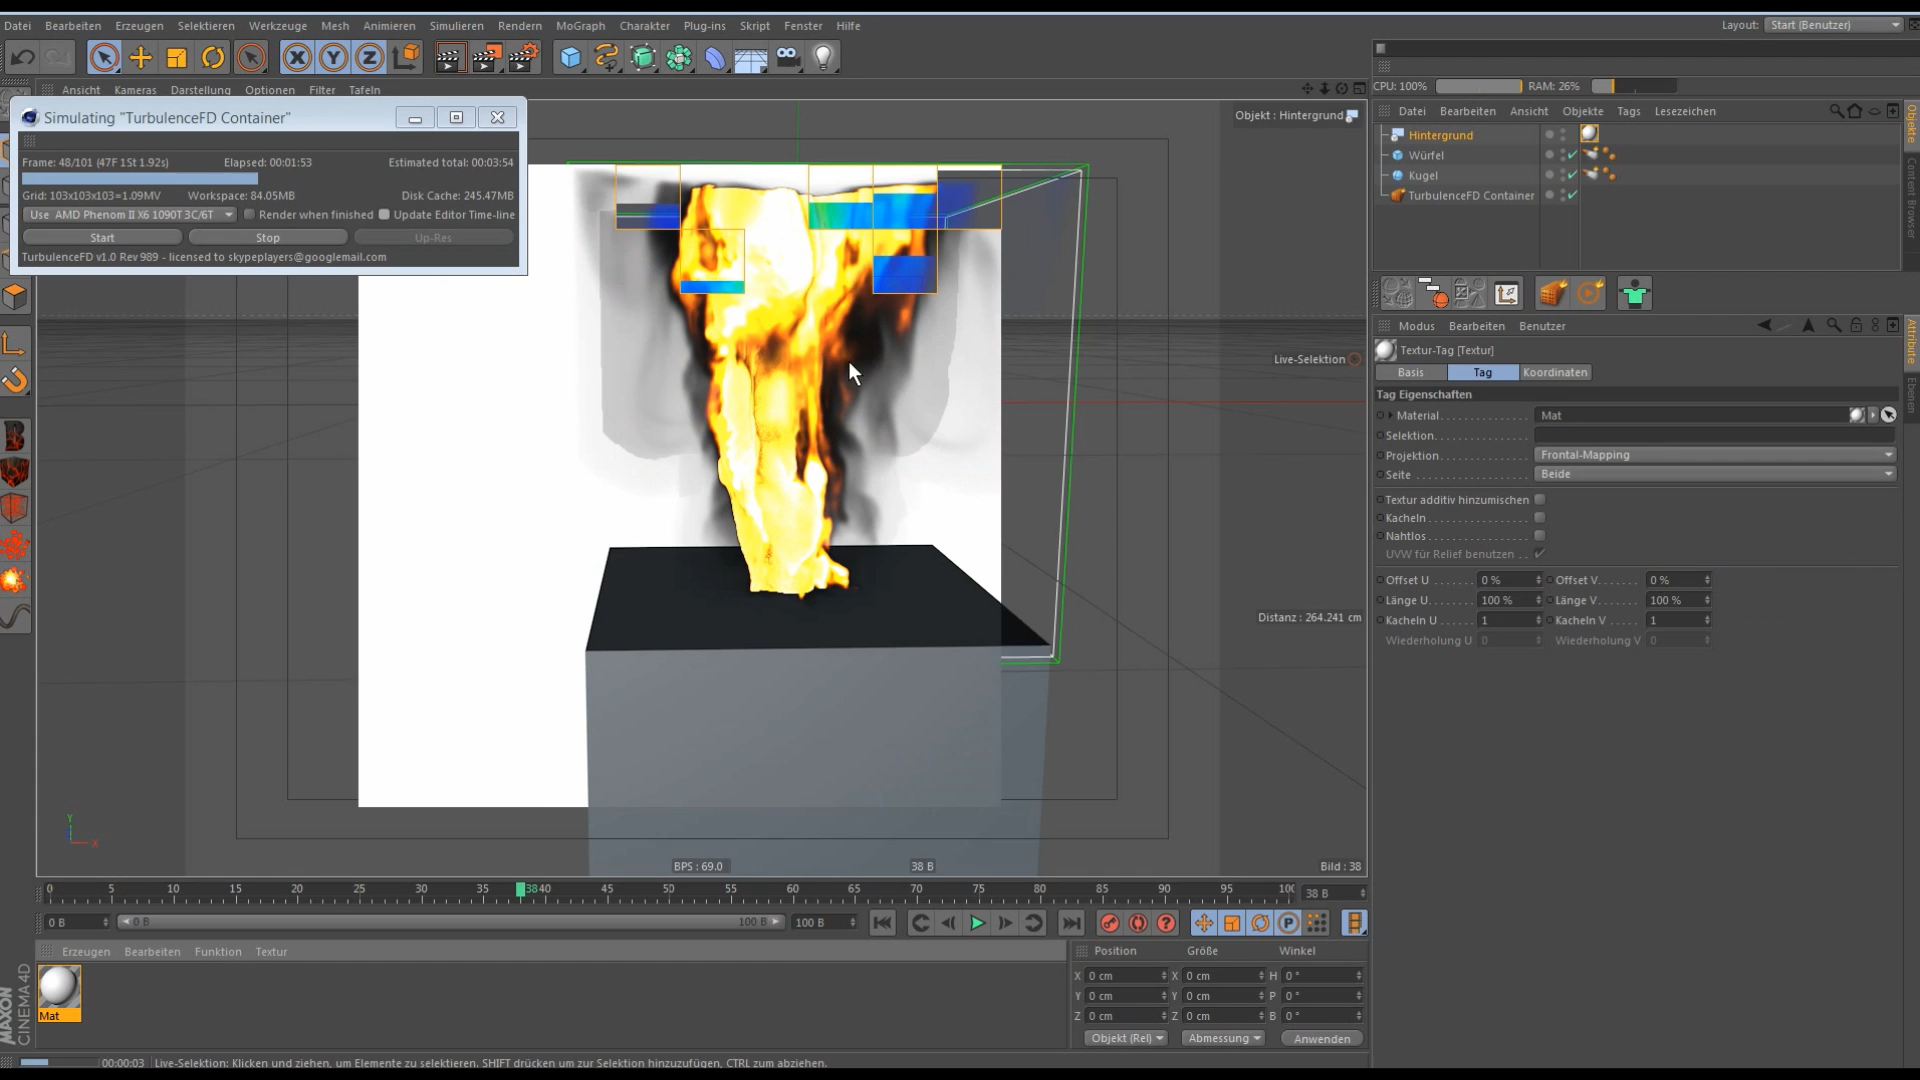 Datei Bearbeiten Erzeugen Selektieren Werkzeuge Mesh Animieren Simulieren Rendern MoGraph Charakter Plug-ins Skript Fenster Hilfe
Layout: Start (Benutzer)
X Y Z
CPU: 100% RAM: 26%
Ansicht Kameras Darstellung Optionen Filter Tafeln
Datei Bearbeiten Ansicht Objekte Tags Lesezeichen
Simulating "TurbulenceFD Container"
Objekt : Hintergrund
Hintergrund
Würfel
Kugel
TurbulenceFD Container
Objekte
Content Browser
Frame: 48/101 (47F 1St 1.92s) Elapsed: 00:01:53 Estimated total: 00:03:54
Grid: 103x103x103=1.09MV Workspace: 84.05MB Disk Cache: 245.47MB
Use AMD Phenom II X6 1090T 3C/6T Render when finished Update Editor Time-line
Start Stop Up-Res
TurbulenceFD v1.0 Rev 989 - licensed to skypeplayers@googlemail.com
Modus Bearbeiten Benutzer
Attribute
Ebenen
Textur-Tag [Textur]
Live-Selektion
Basis Tag Koordinaten
Tag Eigenschaften
Material Mat
Selektion
Projektion Frontal-Mapping
Seite Beide
Textur additiv hinzumischen
Kacheln
Nahtlos
UVW für Relief benutzen
Offset U 0 % Offset V 0 %
Länge U 100 % Länge V 100 %
Kacheln U 1 Kacheln V 1
Wiederholung U 0 Wiederholung V 0
Distanz : 264.241 cm
Y
X
BPS : 69.0 38 B Bild : 38
0 5 10 15 20 25 30 35 38 40 45 50 55 60 65 70 75 80 85 90 95 100 38 B
0 B 0 B 100 B 100 B
P
Erzeugen Bearbeiten Funktion Textur
Mat
MAXON CINEMA 4D
Position Größe Winkel
X 0 cm X 0 cm H 0 °
Y 0 cm Y 0 cm P 0 °
Z 0 cm Z 0 cm B 0 °
Objekt (Rel) Abmessung Anwenden
00:00:03 Live-Selektion: Klicken und ziehen, um Elemente zu selektieren. SHIFT drücken um zur Selektion hinzuzufügen, CTRL zum abziehen.